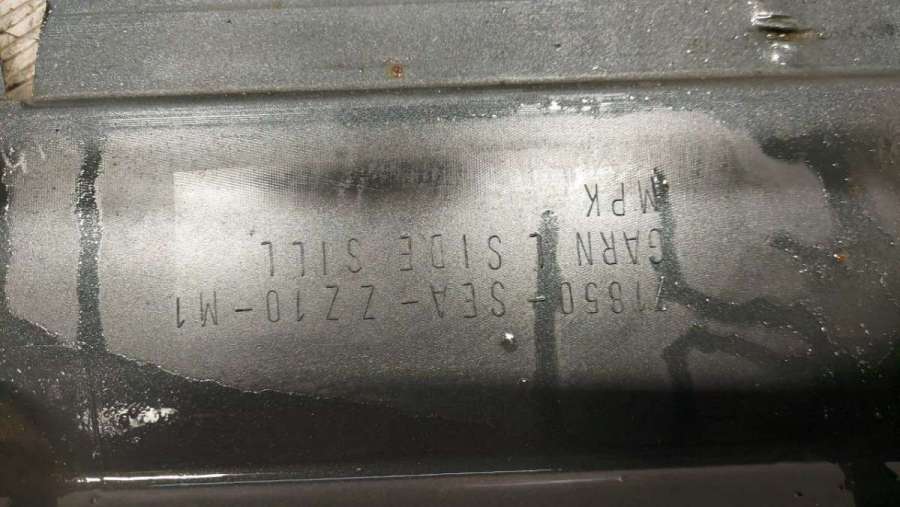 71850-SEA-ZZ10-M1
GARN L SIDE SILL
MPK